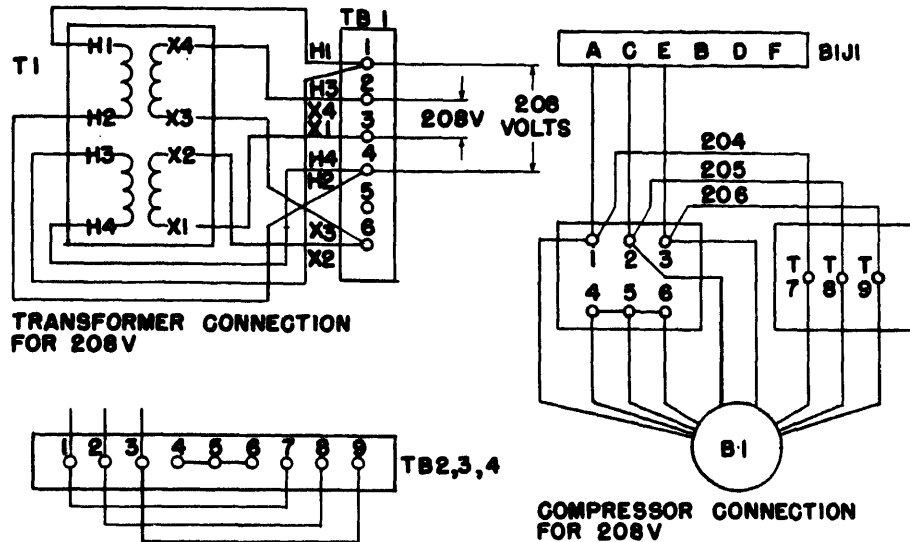 TB 1
T1
H1 X4
H2 X3
H3 X2
H4 X1
H1
H3
X4
X1
H4
H2
X3
X2
1
2
3
4
5
6
208V
208
VOLTS
TRANSFORMER CONNECTION
FOR 208V
A C E B D F B1J1
204
205
206
1 2 3
4 5 6
T T T
7 8 9
B·1
COMPRESSOR CONNECTION
FOR 208V
1 2 3 4 5 6 7 8 9 TB2,3,4